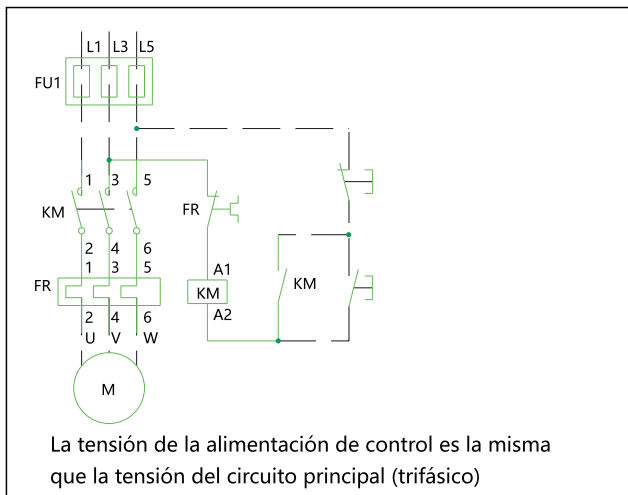 L1 L3 L5
FU1
1 3 5
KM
FR
2 4 6
1 3 5
FR
A1
KM
KM
A2
2 4 6
U V W
M
La tensión de la alimentación de control es la misma
que la tensión del circuito principal (trifásico)